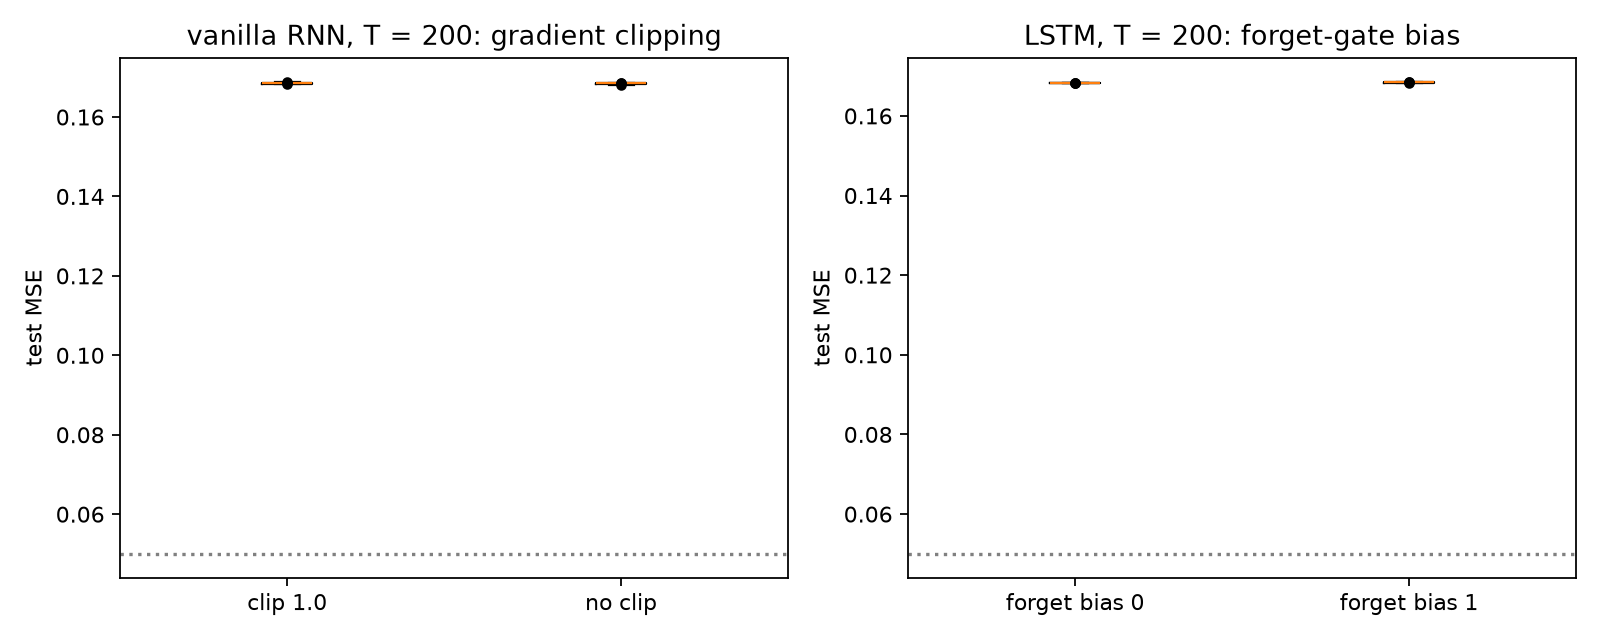 vanilla RNN, T = 200: gradient clipping
test MSE
0.16
0.14
0.12
0.10
0.08
0.06
clip 1.0
no clip
LSTM, T = 200: forget-gate bias
test MSE
0.16
0.14
0.12
0.10
0.08
0.06
forget bias 0
forget bias 1